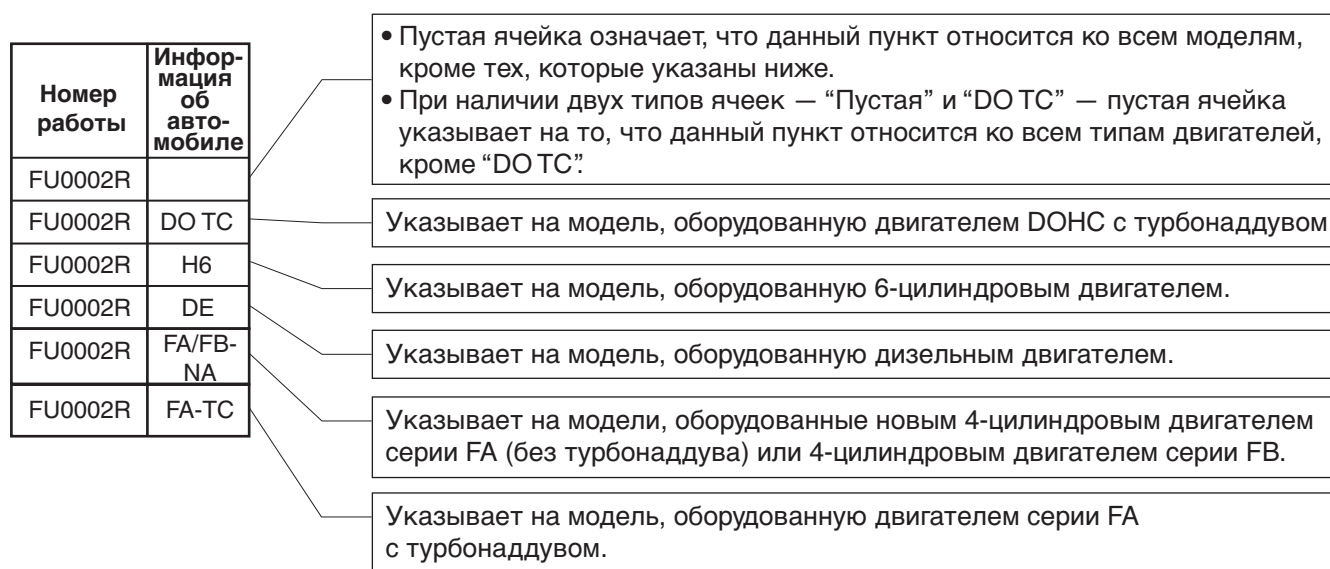 Номер
работы
Инфор-
мация
об
авто-
мобиле
FU0002R
FU0002R DO TC
FU0002R H6
FU0002R DE
FU0002R FA/FB-
NA
FU0002R FA-TC
• Пустая ячейка означает, что данный пункт относится ко всем моделям,
кроме тех, которые указаны ниже.
• При наличии двух типов ячеек — “Пустая” и “DO TC” — пустая ячейка
указывает на то, что данный пункт относится ко всем типам двигателей,
кроме “DO TC”.
Указывает на модель, оборудованную двигателем DOHC с турбонаддувом
Указывает на модель, оборудованную 6-цилиндровым двигателем.
Указывает на модель, оборудованную дизельным двигателем.
Указывает на модели, оборудованные новым 4-цилиндровым двигателем
серии FA (без турбонаддува) или 4-цилиндровым двигателем серии FB.
Указывает на модель, оборудованную двигателем серии FA
с турбонаддувом.